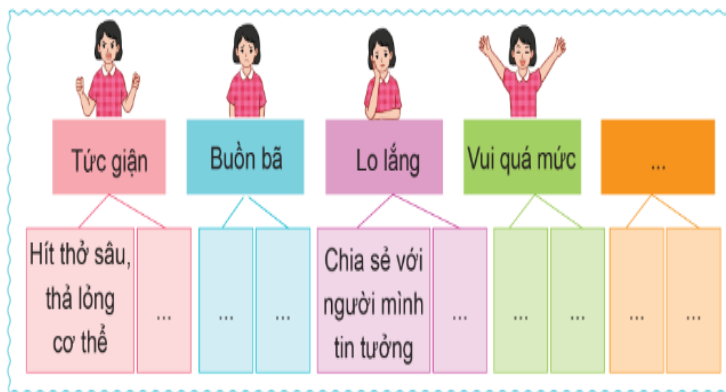 Tức giận
Buồn bã
Lo lắng
Vui quá mức
...
Hít thở sâu,
thả lỏng
cơ thể
...
...
...
Chia sẻ với
người mình
tin tưởng
...
...
...
...
...